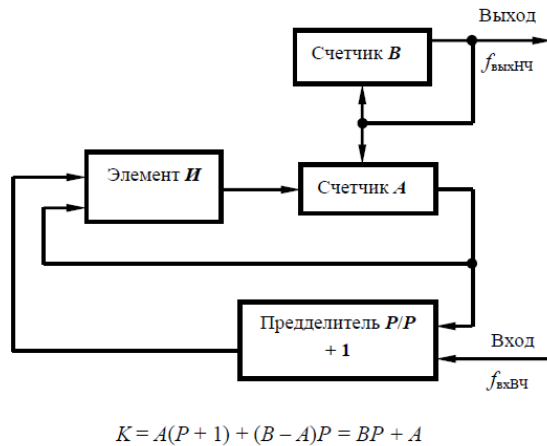 Выход
Счетчик B
fвыхНЧ
Элемент И
Счетчик A
Предделитель P/P
+ 1
Вход
fвхВЧ
K = A(P + 1) + (B – A)P = BP + A